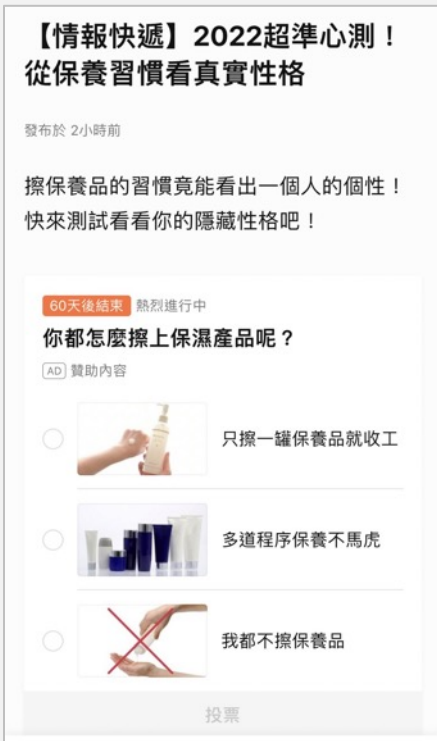 【情報快遞】2022超準心測！
從保養習慣看真實性格
發布於 2小時前
擦保養品的習慣竟能看出一個人的個性！
快來測試看看你的隱藏性格吧！
60天後結束 熱烈進行中
你都怎麼擦上保濕產品呢？
AD 贊助內容
只擦一罐保養品就收工
多道程序保養不馬虎
我都不擦保養品
投票